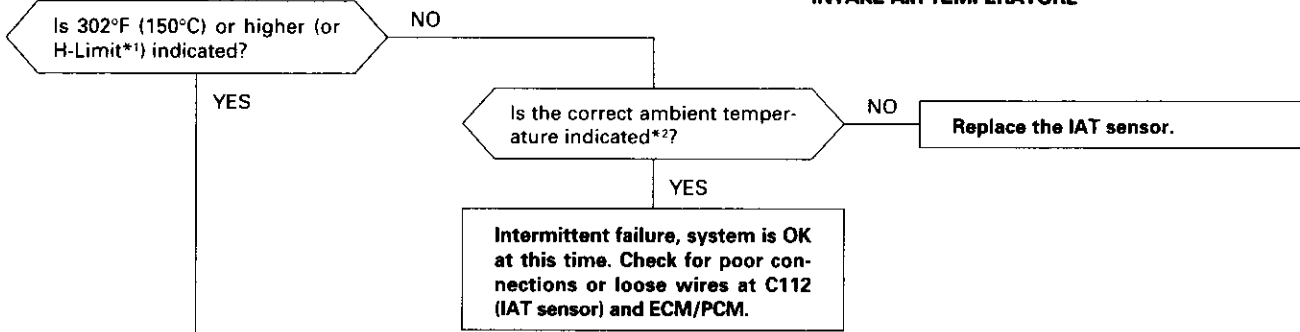 INTAKE AIR TEMPERATURE
Is 302°F (150°C) or higher (or
H-Limit*1) indicated?
NO
YES
Is the correct ambient temper-
ature indicated*2?
NO
Replace the IAT sensor.
YES
Intermittent failure, system is OK
at this time. Check for poor con-
nections or loose wires at C112
(IAT sensor) and ECM/PCM.